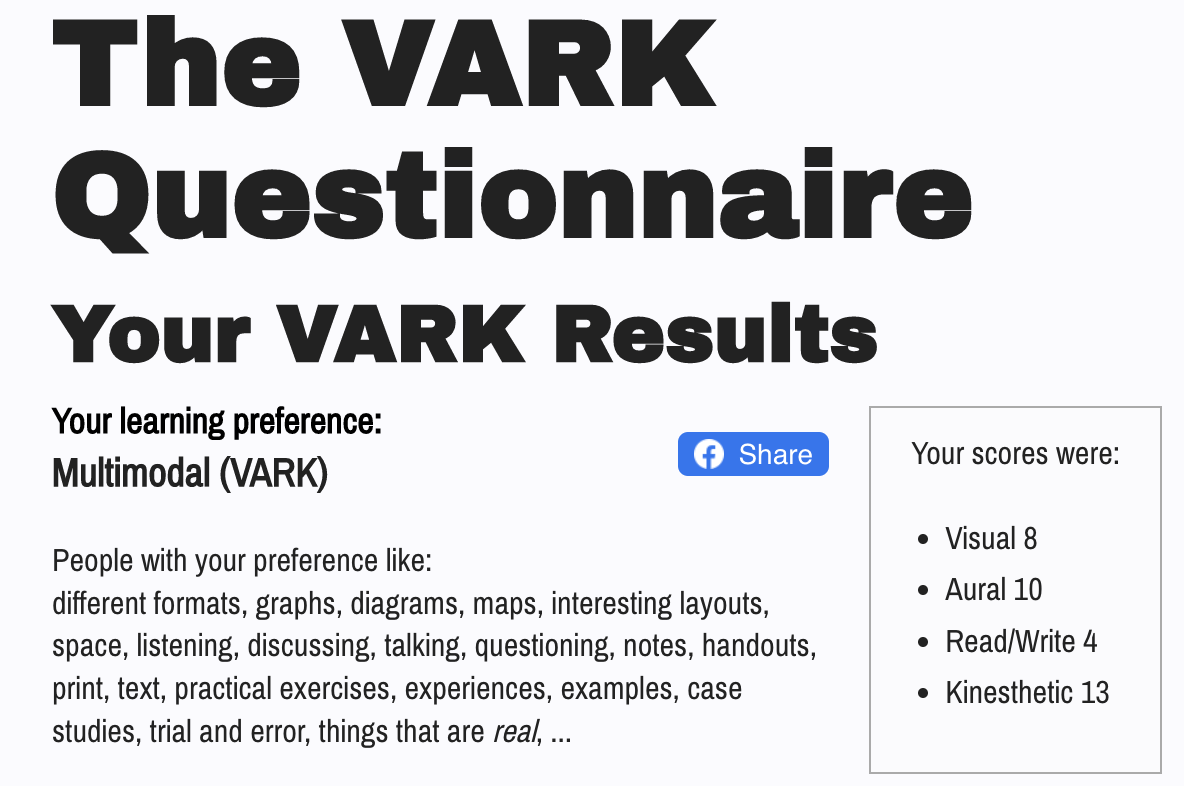 The VARK
Questionnaire
Your VARK Results
Your learning preference:
Multimodal (VARK)
Share
People with your preference like:
different formats, graphs, diagrams, maps, interesting layouts,
space, listening, discussing, talking, questioning, notes, handouts,
print, text, practical exercises, experiences, examples, case
studies, trial and error, things that are real, ...
Your scores were:
• Visual 8
• Aural 10
• Read/Write 4
• Kinesthetic 13